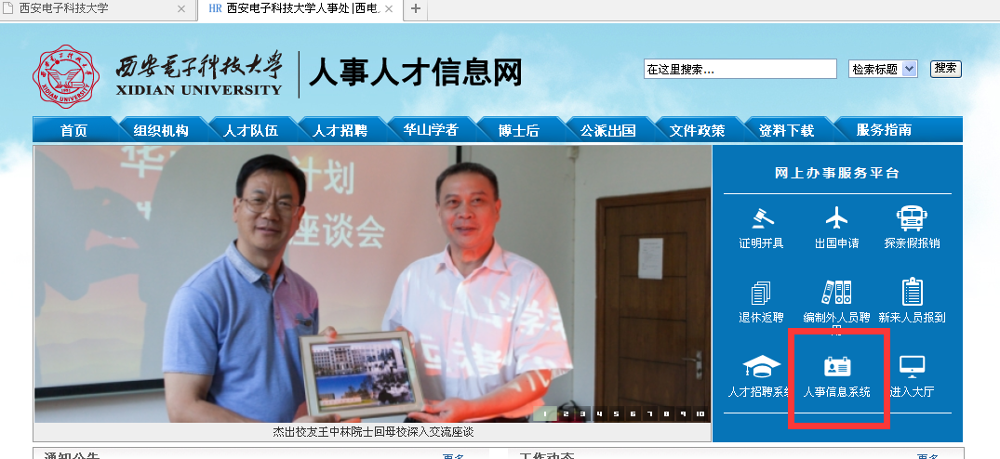 西安电子科技大学
HR 西安电子科技大学人事处|西电
西安电子科技大学
XIDIAN UNIVERSITY
人事人才信息网
在这里搜索...
检索标题
搜索
首页
组织机构
人才队伍
人才招聘
华山学者
博士后
公派出国
文件政策
资料下载
服务指南
计划
座谈会
1 2 3 4 5 6 7 8 9 10
杰出校友王中林院士回母校深入交流座谈
网上办事服务平台
证明开具
出国申请
探亲假报销
退休返聘
编制外人员聘
新来人员报到
人才招聘系统
人事信息系统
进入大厅
通知公告
更多
工作动态
更多